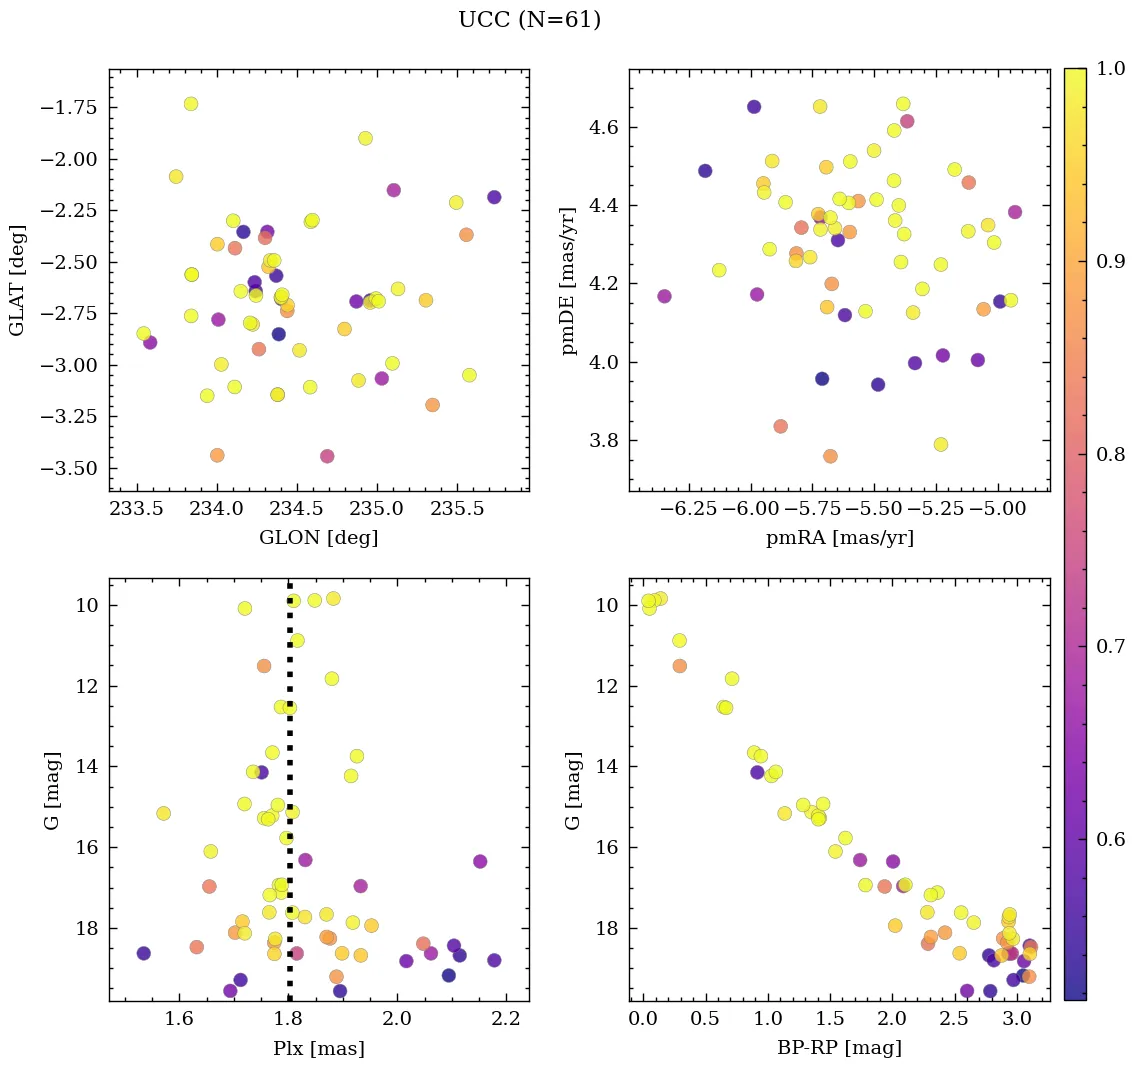 UCC (N=61)
−1.75
−2.00
−2.25
−2.50
−2.75
−3.00
−3.25
−3.50
GLAT [deg]
233.5 234.0 234.5 235.0 235.5
GLON [deg]
4.6
4.4
4.2
4.0
3.8
pmDE [mas/yr]
−6.25 −6.00 −5.75 −5.50 −5.25 −5.00
pmRA [mas/yr]
1.0
0.9
0.8
0.7
0.6
10
12
14
16
18
G [mag]
1.6 1.8 2.0 2.2
Plx [mas]
10
12
14
16
18
G [mag]
0.0 0.5 1.0 1.5 2.0 2.5 3.0
BP-RP [mag]